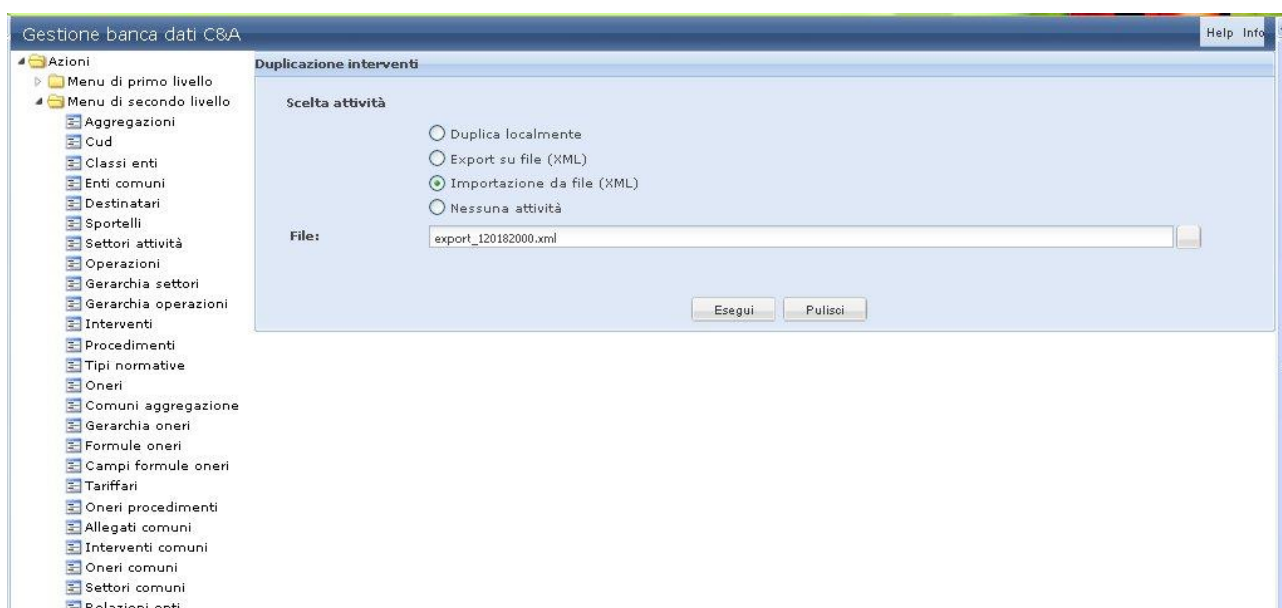 Gestione banca dati C&A
Help Info
Azioni
Menu di primo livello
Menu di secondo livello
Aggregazioni
Cud
Classi enti
Enti comuni
Destinatari
Sportelli
Settori attività
Operazioni
Gerarchia settori
Gerarchia operazioni
Interventi
Procedimenti
Tipi normative
Oneri
Comuni aggregazione
Gerarchia oneri
Formule oneri
Campi formule oneri
Tariffari
Oneri procedimenti
Allegati comuni
Interventi comuni
Oneri comuni
Settori comuni
Relazioni enti
Duplicazione interventi
Scelta attività
Duplica localmente
Export su file (XML)
Importazione da file (XML)
Nessuna attività
File: export_120182000.xml
Esegui Pulisci